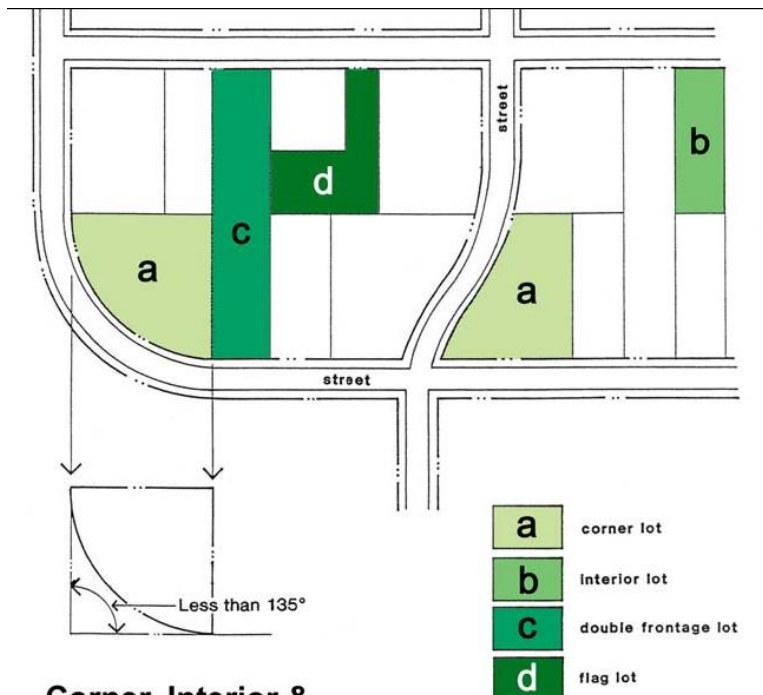 street
b
d
c
a
a
street
a corner lot
b interior lot
Less than 135°
c double frontage lot
d flag lot
Corner, Interior &